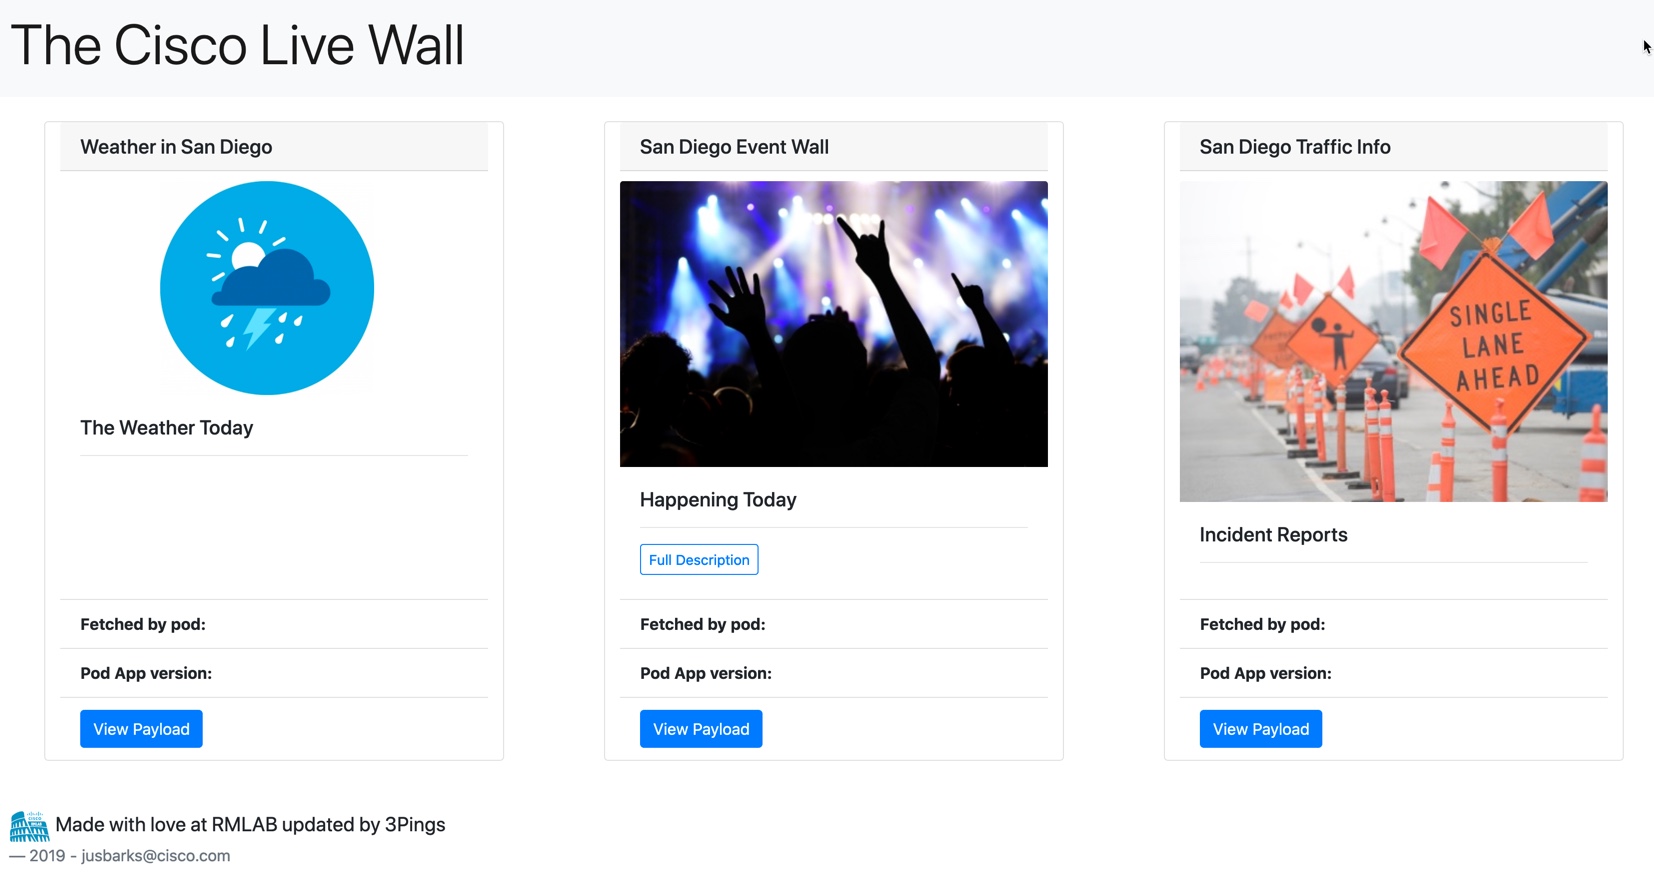 The Cisco Live Wall
Weather in San Diego
The Weather Today
Fetched by pod:
Pod App version:
View Payload
San Diego Event Wall
Happening Today
Full Description
Fetched by pod:
Pod App version:
View Payload
San Diego Traffic Info
SINGLE
LANE
AHEAD
Incident Reports
Fetched by pod:
Pod App version:
View Payload
Made with love at RMLAB updated by 3Pings
— 2019 - jusbarks@cisco.com